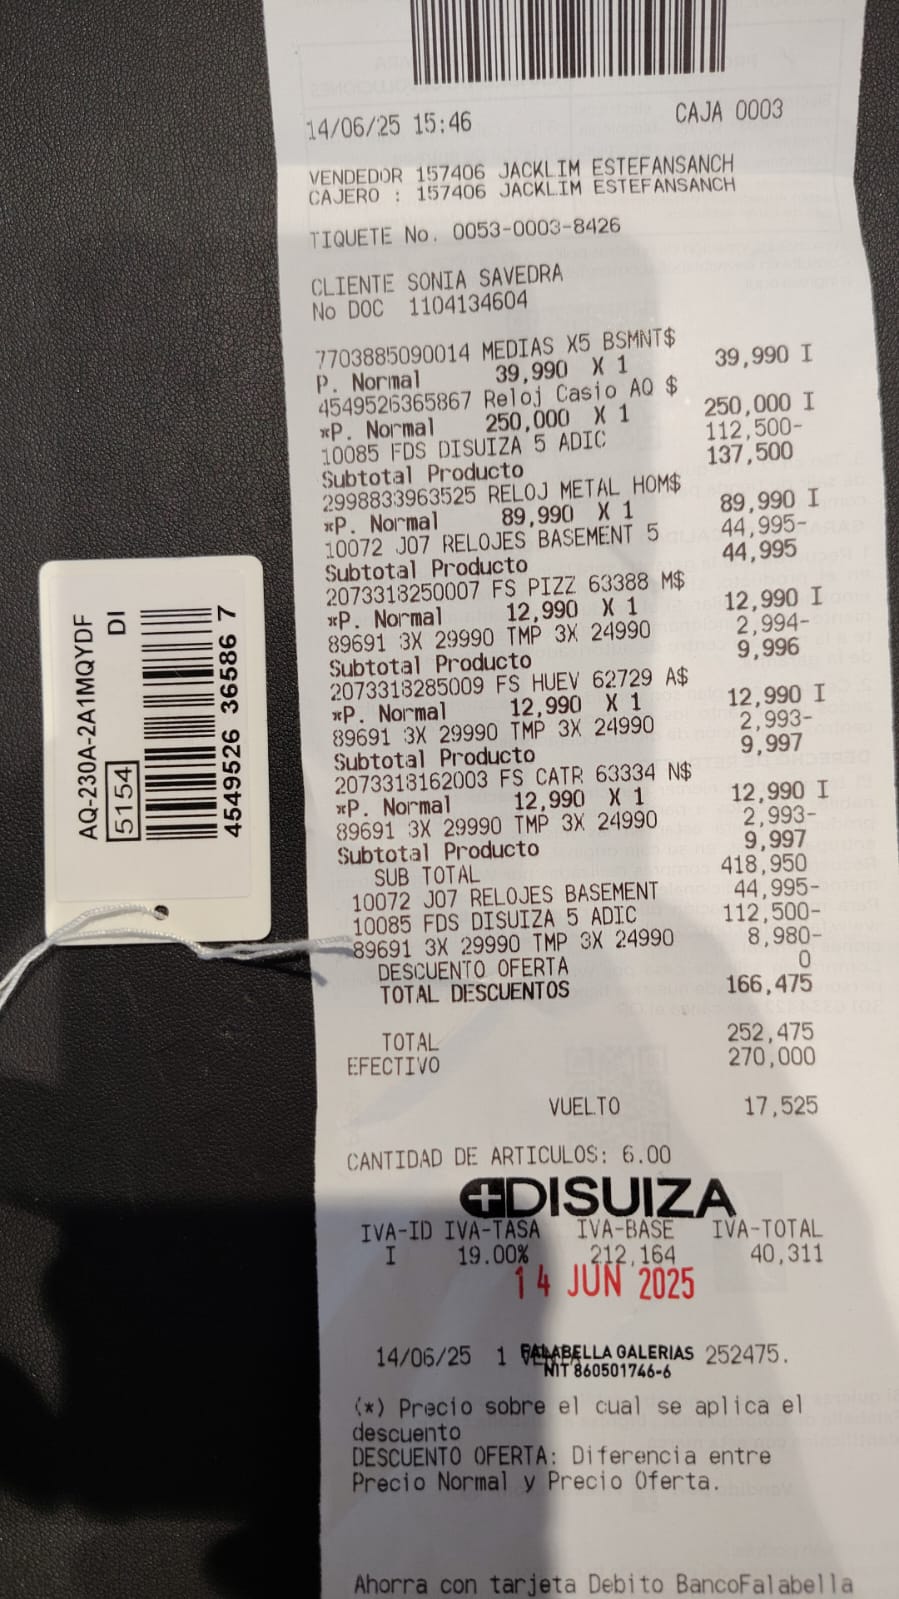 14/06/25 15:46 CAJA 0003
VENDEDOR 157406 JACKLIM ESTEFANSANCH
CAJERO : 157406 JACKLIM ESTEFANSANCH
TIQUETE No. 0053-0003-8426
CLIENTE SONIA SAVEDRA
No DOC 1104134604
7703885090014 MEDIAS X5 BSMNT$
P. Normal 39,990 X 1 39,990 I
4549526365867 Reloj Casio AQ $
*P. Normal 250,000 X 1 250,000 I
10085 FDS DISUIZA 5 ADIC 112,500-
Subtotal Producto 137,500
2998833963525 RELOJ METAL HOM$
*P. Normal 89,990 X 1 89,990 I
10072 J07 RELOJES BASEMENT 5 44,995-
Subtotal Producto 44,995
2073318250007 FS PIZZ 63388 M$
*P. Normal 12,990 X 1 12,990 I
89691 3X 29990 TMP 3X 24990 2,994-
Subtotal Producto 9,996
2073318285009 FS HUEV 62729 A$
*P. Normal 12,990 X 1 12,990 I
89691 3X 29990 TMP 3X 24990 2,993-
Subtotal Producto 9,997
2073318162003 FS CATR 63334 N$
*P. Normal 12,990 X 1 12,990 I
89691 3X 29990 TMP 3X 24990 2,993-
Subtotal Producto 9,997
SUB TOTAL 418,950
10072 J07 RELOJES BASEMENT 44,995-
10085 FDS DISUIZA 5 ADIC 112,500-
89691 3X 29990 TMP 3X 24990 8,980-
DESCUENTO OFERTA 0
TOTAL DESCUENTOS 166,475
TOTAL 252,475
EFECTIVO 270,000
VUELTO 17,525
CANTIDAD DE ARTICULOS: 6.00
DISUIZA
IVA-ID IVA-TASA IVA-BASE IVA-TOTAL
I 19.00% 212,164 40,311
14 JUN 2025
14/06/25 1 252475.
FALABELLA GALERIAS
NIT 860501746-6
(*) Precio sobre el cual se aplica el
descuento
DESCUENTO OFERTA: Diferencia entre
Precio Normal y Precio Oferta.
Ahorra con tarjeta Debito BancoFalabella
AQ-230A-2A1MQYDF
DI
5154
4549526 36586 7